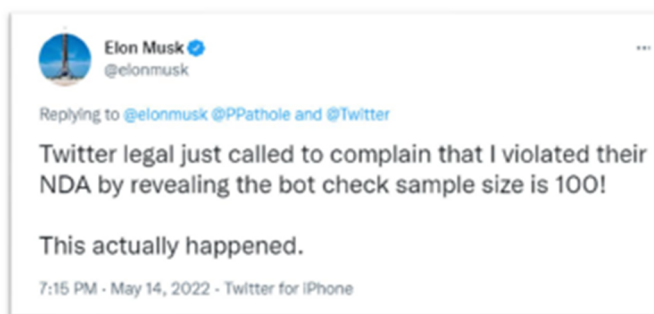 Elon Musk
@elonmusk
Replying to @elonmusk @PPathole and @Twitter
Twitter legal just called to complain that I violated their
NDA by revealing the bot check sample size is 100!
This actually happened.
7:15 PM · May 14, 2022 · Twitter for iPhone